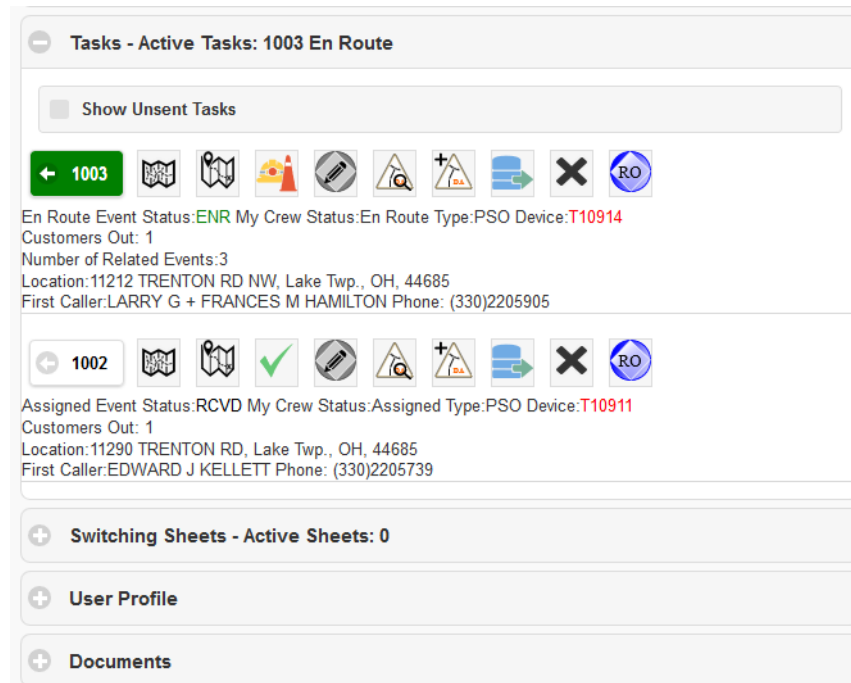 Tasks - Active Tasks: 1003 En Route
Show Unsent Tasks
1003
RO
En Route Event Status:ENR My Crew Status:En Route Type:PSO Device:T10914
Customers Out: 1
Number of Related Events:3
Location:11212 TRENTON RD NW, Lake Twp., OH, 44685
First Caller:LARRY G + FRANCES M HAMILTON Phone: (330)2205905
1002
RO
Assigned Event Status:RCVD My Crew Status:Assigned Type:PSO Device:T10911
Customers Out: 1
Location:11290 TRENTON RD, Lake Twp., OH, 44685
First Caller:EDWARD J KELLETT Phone: (330)2205739
Switching Sheets - Active Sheets: 0
User Profile
Documents